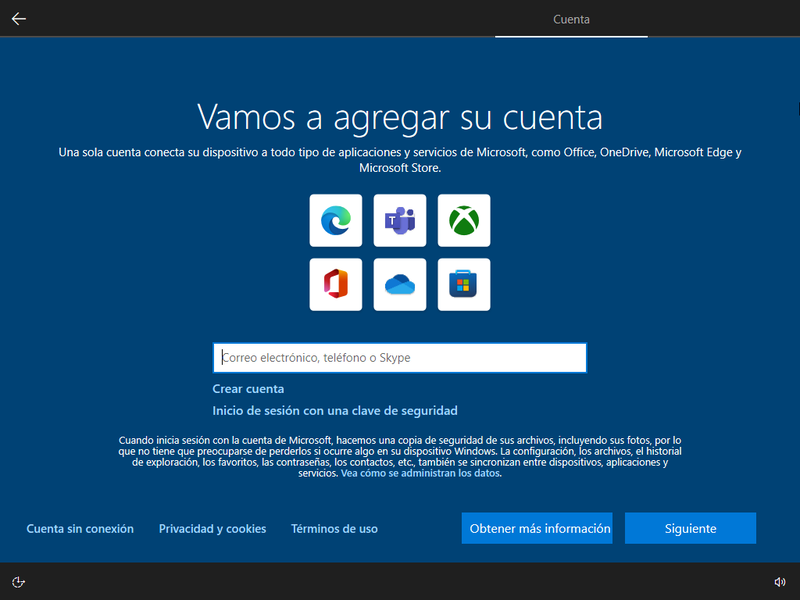 Cuenta
Vamos a agregar su cuenta
Una sola cuenta conecta su dispositivo a todo tipo de aplicaciones y servicios de Microsoft, como Office, OneDrive, Microsoft Edge y
Microsoft Store.
Correo electrónico, teléfono o Skype
Crear cuenta
Inicio de sesión con una clave de seguridad
Cuando inicia sesión con la cuenta de Microsoft, hacemos una copia de seguridad de sus archivos, incluyendo sus fotos, por lo
que no tiene que preocuparse de perderlos si ocurre algo en su dispositivo Windows. La configuración, los archivos, el historial
de exploración, los favoritos, las contraseñas, los contactos, etc., también se sincronizan entre dispositivos, aplicaciones y
servicios. Vea cómo se administran los datos.
Cuenta sin conexión Privacidad y cookies Términos de uso Obtener más información Siguiente